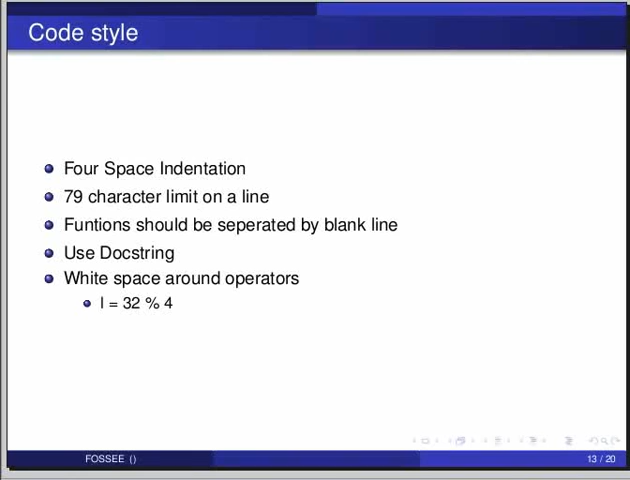 Code style
Four Space Indentation
79 character limit on a line
Funtions should be seperated by blank line
Use Docstring
White space around operators
l = 32 % 4
FOSSEE ()
13 / 20